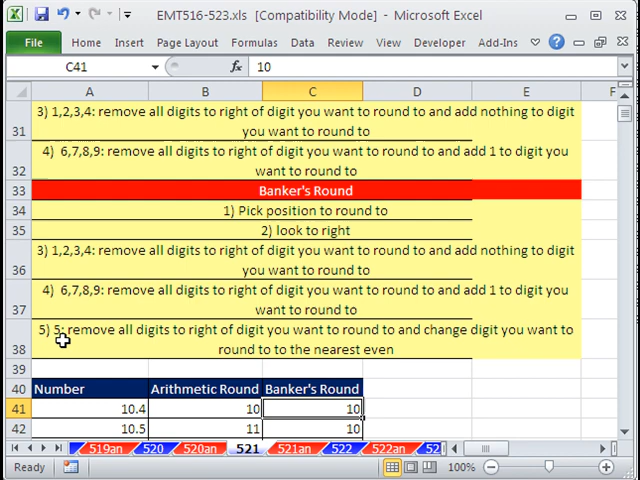 EMT516-523.xls [Compatibility Mode] - Microsoft Excel
File Home Insert Page Layout Formulas Data Review View Developer Add-Ins
C41 fx 10
A B C D E F
31 3) 1,2,3,4: remove all digits to right of digit you want to round to and add nothing to digit
you want to round to
32 4) 6,7,8,9: remove all digits to right of digit you want to round to and add 1 to digit you
want to round to
33 Banker's Round
34 1) Pick position to round to
35 2) look to right
36 3) 1,2,3,4: remove all digits to right of digit you want to round to and add nothing to digit
you want to round to
37 4) 6,7,8,9: remove all digits to right of digit you want to round to and add 1 to digit you
want to round to
38 5) 5: remove all digits to right of digit you want to round to and change digit you want to
round to to the nearest even
39
40 Number Arithmetic Round Banker's Round
41 10.4 10 10
42 10.5 11 10
519an 520 520an 521 521an 522 522an 52
Ready 100%